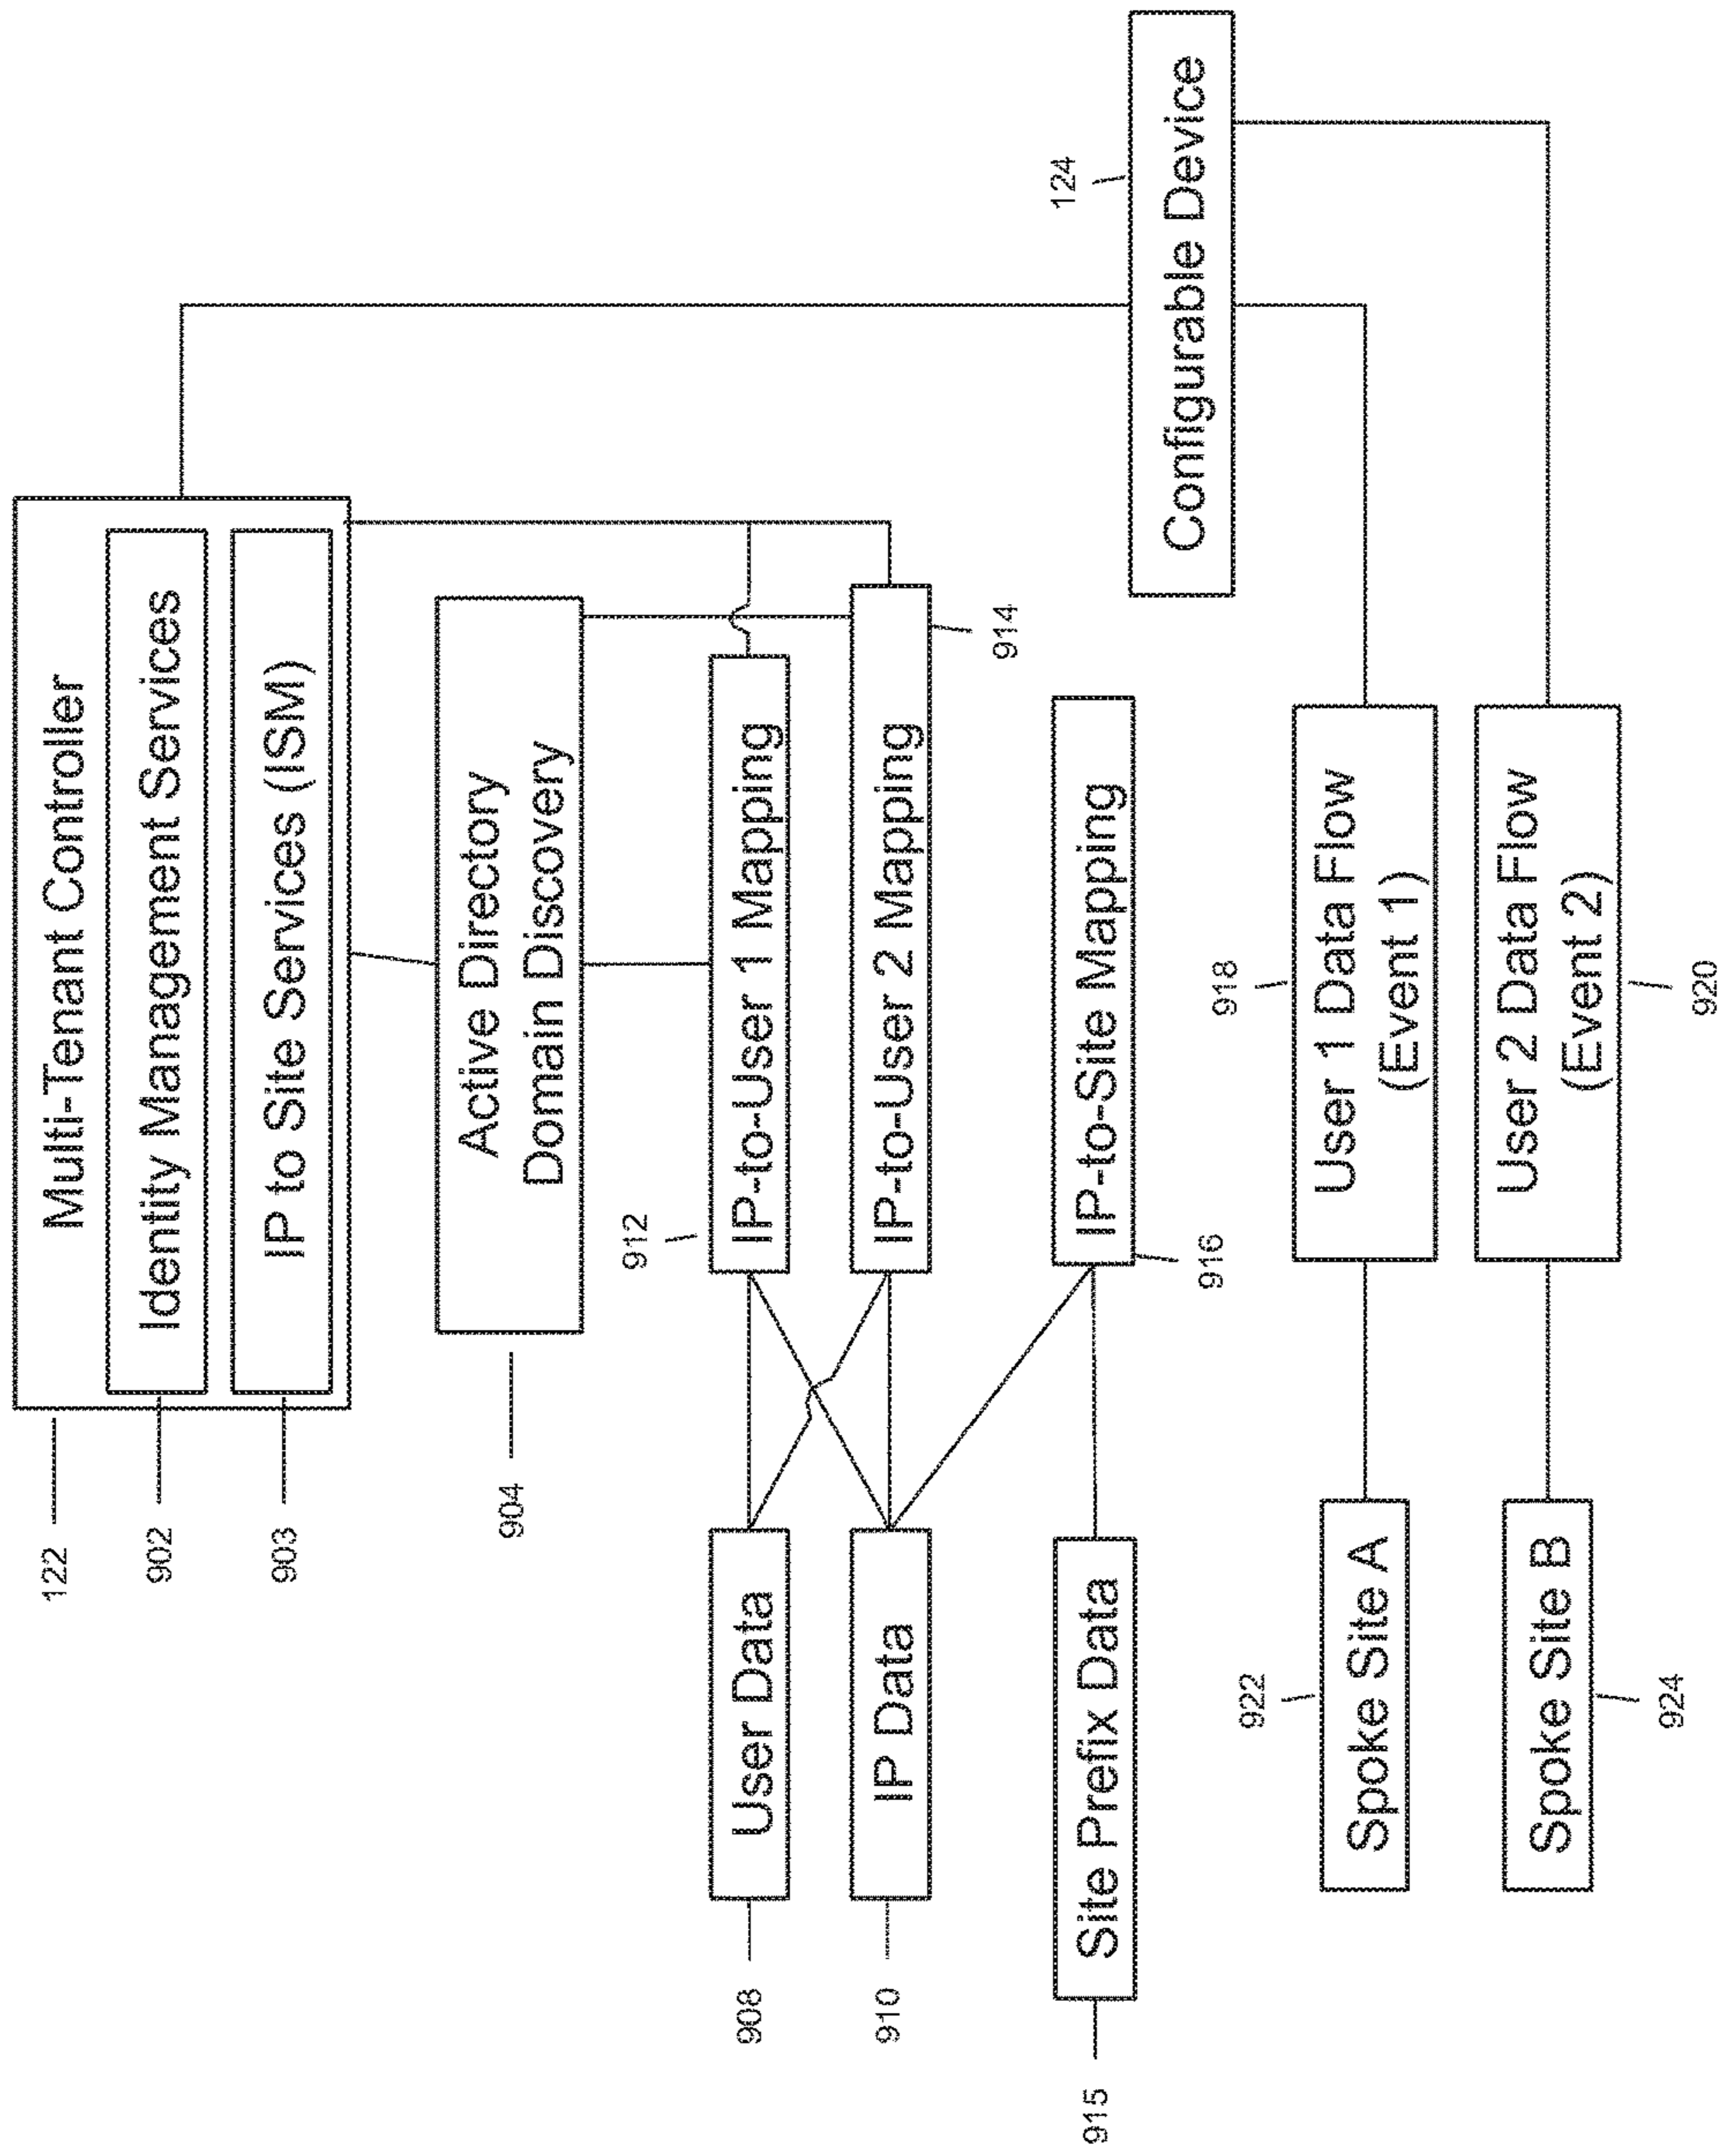 122
Multi-Tenant Controller
902
Identity Management Services
903
IP to Site Services (ISM)
904
Active Directory
Domain Discovery
908
User Data
912
IP-to-User 1 Mapping
910
IP Data
IP-to-User 2 Mapping
914
915
Site Prefix Data
IP-to-Site Mapping
916
124
Configurable Device
922
Spoke Site A
918
User 1 Data Flow
(Event 1)
Spoke Site B
924
User 2 Data Flow
(Event 2)
920